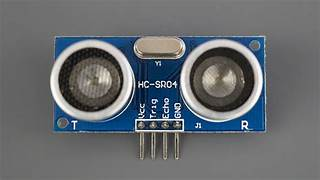 Y1
HC-SR04
Vcc
Trig
Echo
GND
T
J1
R